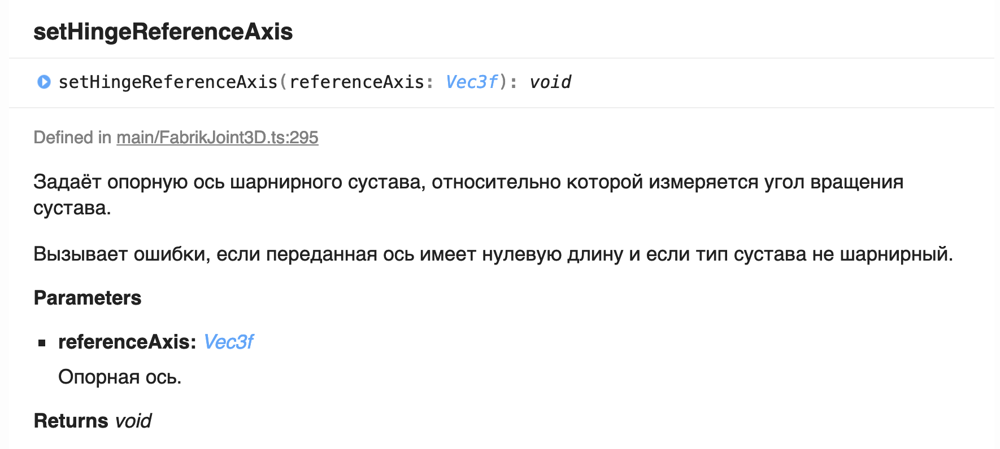 setHingeReferenceAxis
setHingeReferenceAxis(referenceAxis: Vec3f): void
Defined in main/FabrikJoint3D.ts:295
Задаёт опорную ось шарнирного сустава, относительно которой измеряется угол вращения
сустава.
Вызывает ошибки, если переданная ось имеет нулевую длину и если тип сустава не шарнирный.
Parameters
referenceAxis: Vec3f
Опорная ось.
Returns void